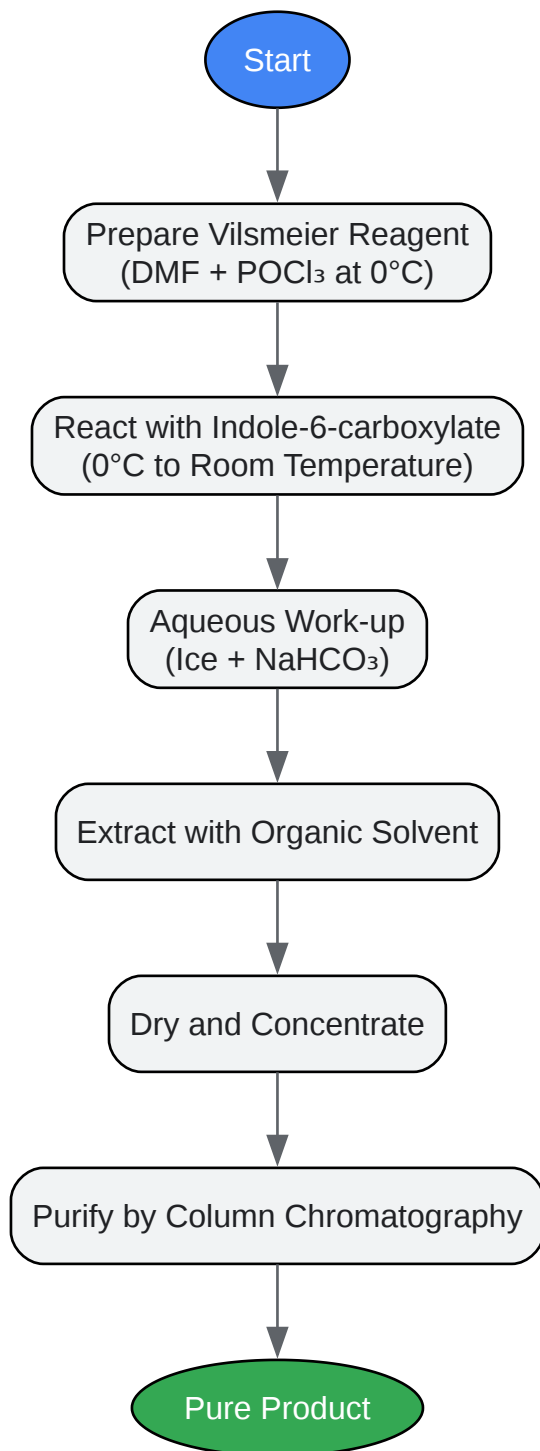 Start
Prepare Vilsmeier Reagent
(DMF + POCl₃ at 0°C)
React with Indole-6-carboxylate
(0°C to Room Temperature)
Aqueous Work-up
(Ice + NaHCO₃)
Extract with Organic Solvent
Dry and Concentrate
Purify by Column Chromatography
Pure Product